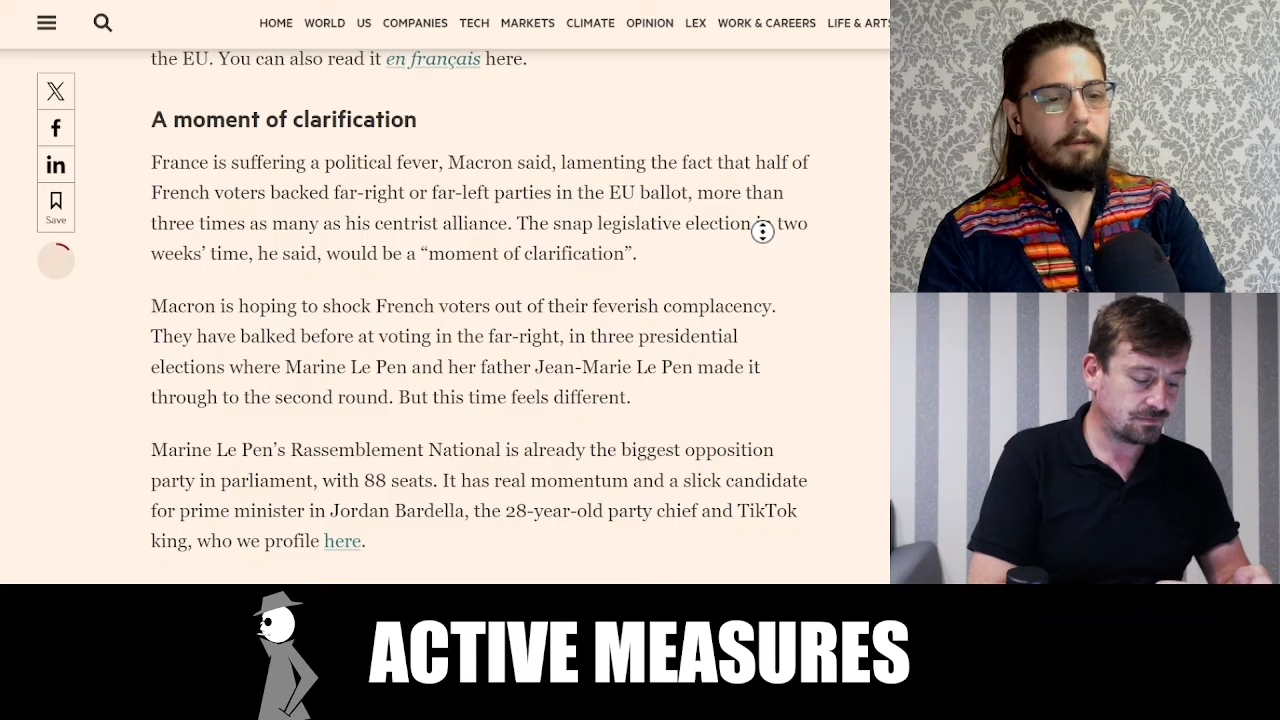 HOME WORLD US COMPANIES TECH MARKETS CLIMATE OPINION LEX WORK & CAREERS LIFE & ARTS
the EU. You can also read it en français here.
Save
A moment of clarification
France is suffering a political fever, Macron said, lamenting the fact that half of
French voters backed far-right or far-left parties in the EU ballot, more than
three times as many as his centrist alliance. The snap legislative election two
weeks’ time, he said, would be a “moment of clarification”.
Macron is hoping to shock French voters out of their feverish complacency.
They have balked before at voting in the far-right, in three presidential
elections where Marine Le Pen and her father Jean-Marie Le Pen made it
through to the second round. But this time feels different.
Marine Le Pen’s Rassemblement National is already the biggest opposition
party in parliament, with 88 seats. It has real momentum and a slick candidate
for prime minister in Jordan Bardella, the 28-year-old party chief and TikTok
king, who we profile here.
ACTIVE MEASURES